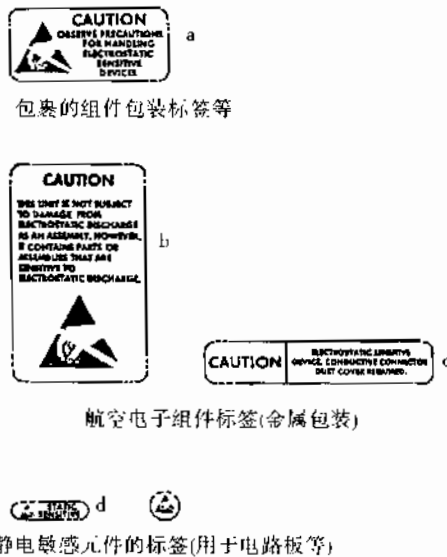 CAUTION
OBSERVE PRECAUTIONS
FOR HANDLING
ELECTROSTATIC
SENSITIVE
DEVICES
a
包裹的组件包装标签等
CAUTION
THIS UNIT IS NOT SUBJECT
TO DAMAGE FROM
ELECTROSTATIC DISCHARGE
AS AN ASSEMBLY, HOWEVER,
IT CONTAINS PARTS OR
ASSEMBLIES THAT ARE
SENSITIVE TO
ELECTROSTATIC DISCHARGE.
b
CAUTION
ELECTROSTATIC SENSITIVE
DEVICE. CONDUCTIVE CONNECTOR
DUST COVER REQUIRED.
航空电子组件标签(金属包装)
STATIC
SENSITIVE
d
静电敏感元件的标签(用于电路板等)